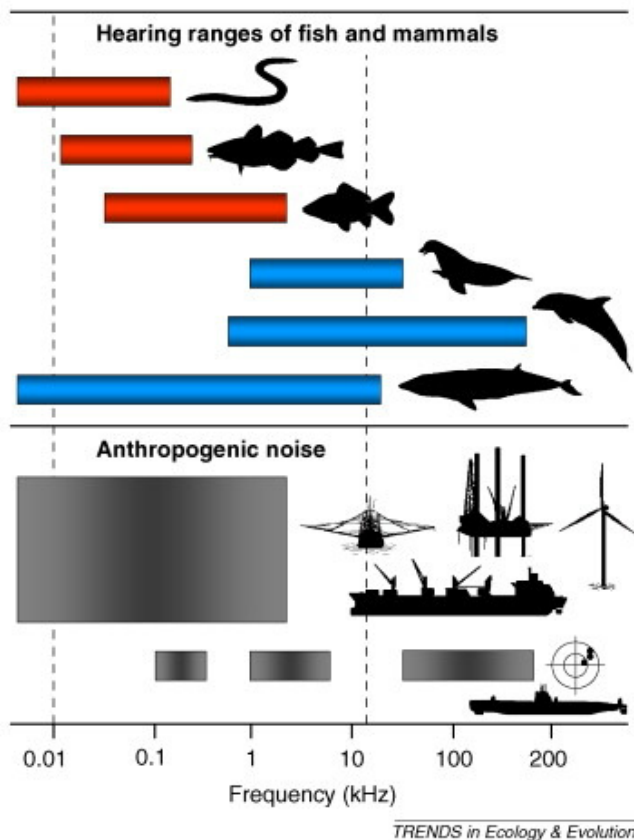 Hearing ranges of fish and mammals
Anthropogenic noise
0.01 0.1 1 10 100 200
Frequency (kHz)
TRENDS in Ecology & Evolution